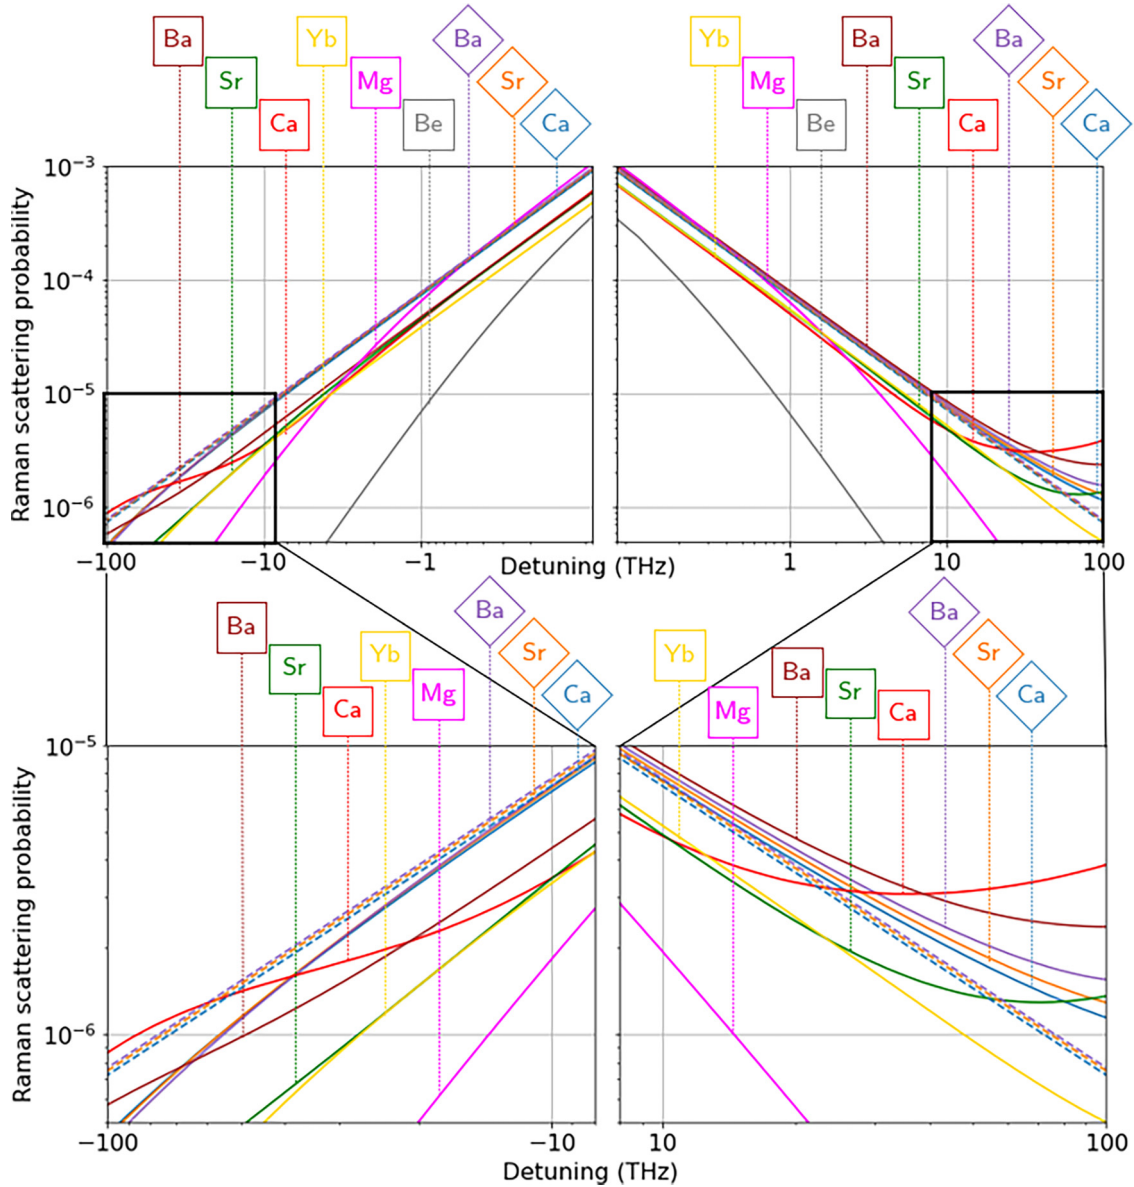 Ba Yb Ba Yb Ba Ba
Sr Mg Sr Mg Sr Sr
Ca Be Ca Be Ca Ca
10⁻³
10⁻⁴
10⁻⁵
10⁻⁶
Raman scattering probability
−100 −10 −1 1 10 100
Detuning (THz)
Ba Ba
Ba Sr Yb Sr
Sr Yb Mg Ca Ba Sr Ca
Ca Mg Ca
10⁻⁵
10⁻⁶
Raman scattering probability
−100 −10 10 100
Detuning (THz)